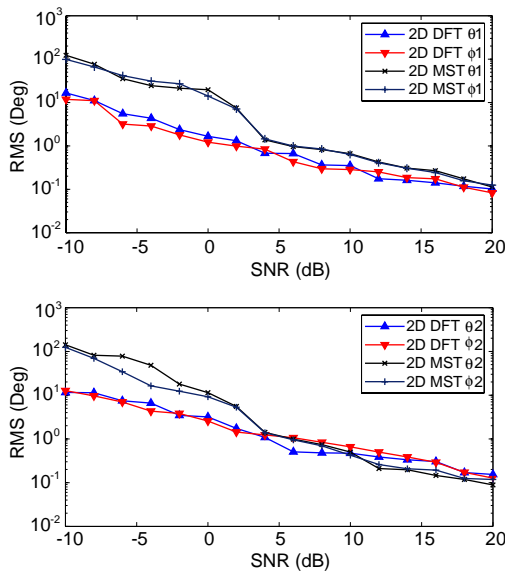 10^3
10^2
10^1
10^0
10^-1
10^-2
RMS (Deg)
-10 -5 0 5 10 15 20
SNR (dB)
2D DFT θ1
2D DFT ϕ1
2D MST θ1
2D MST ϕ1
10^3
10^2
10^1
10^0
10^-1
10^-2
RMS (Deg)
-10 -5 0 5 10 15 20
SNR (dB)
2D DFT θ2
2D DFT ϕ2
2D MST θ2
2D MST ϕ2